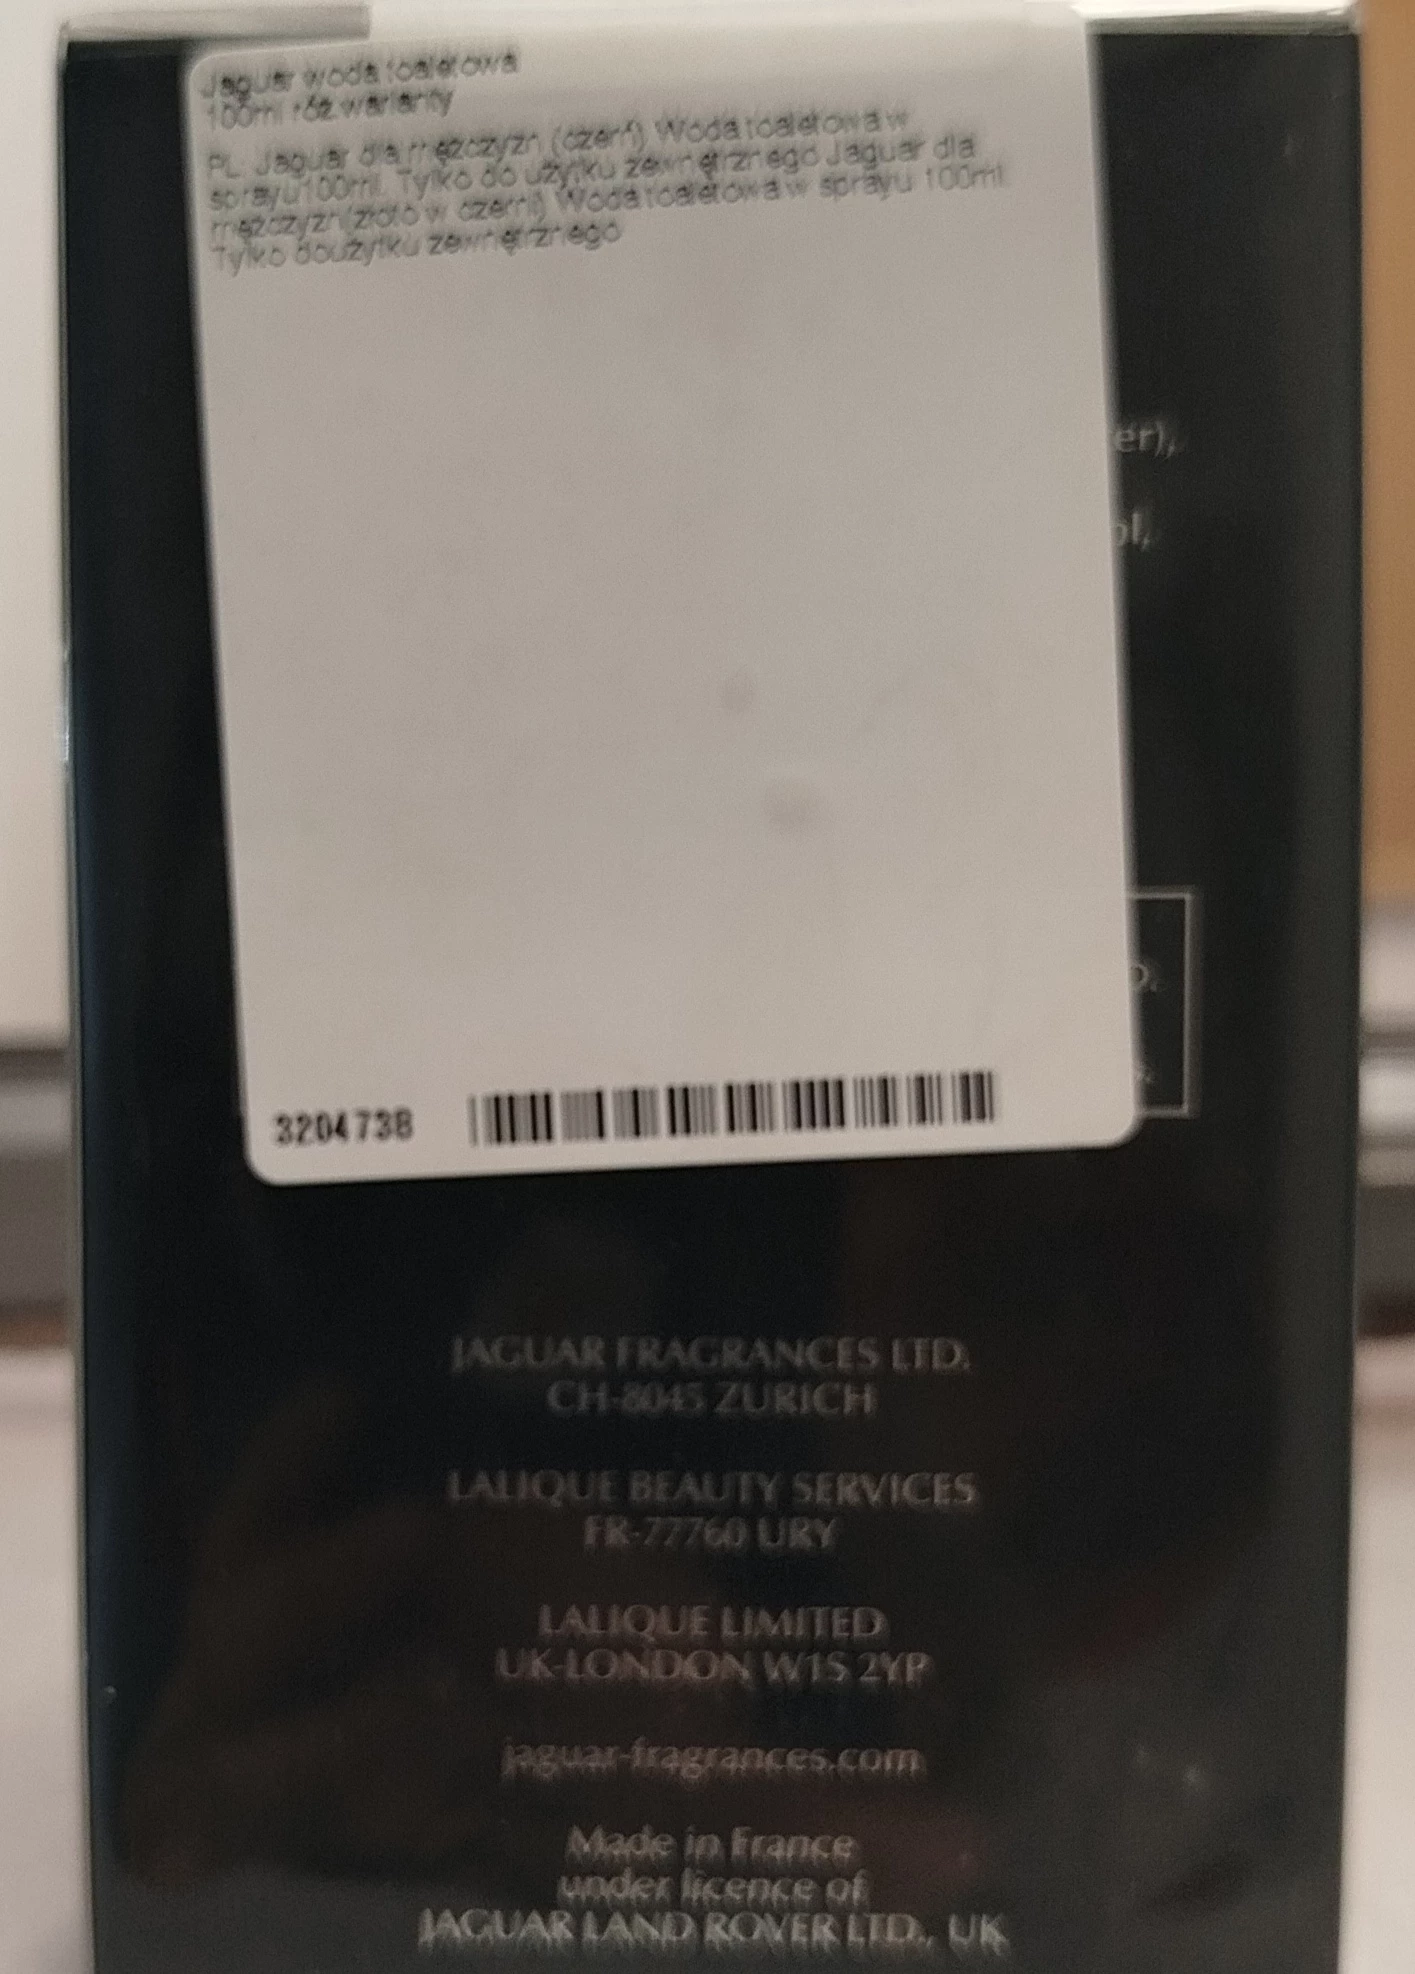 Jaguar woda toaletowa
100ml róż.warianty
PL. Jaguar dla mężczyzn (czerń) Woda toaletowa w
sprayu100ml. Tylko do użytku zewnętrznego Jaguar dla
mężczyzn(złoto w czerni) Woda toaletowa w sprayu 100ml
Tylko doużytku zewnętrznego
er),
ol,
3204738
JAGUAR FRAGRANCES LTD.
CH-8045 ZURICH
LALIQUE BEAUTY SERVICES
FR-77760 URY
LALIQUE LIMITED
UK-LONDON W1S 2YP
jaguar-fragrances.com
Made in France
under licence of
JAGUAR LAND ROVER LTD., UK